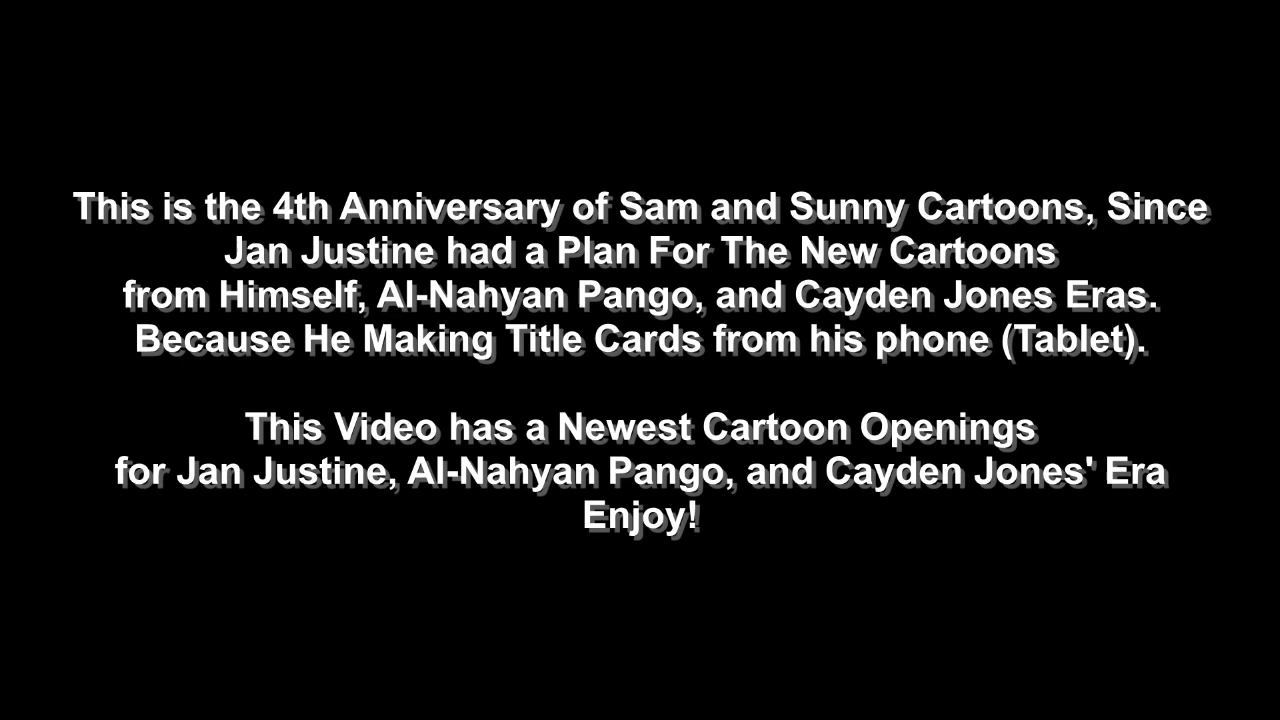 This is the 4th Anniversary of Sam and Sunny Cartoons, Since
Jan Justine had a Plan For The New Cartoons
from Himself, Al-Nahyan Pango, and Cayden Jones Eras.
Because He Making Title Cards from his phone (Tablet).
This Video has a Newest Cartoon Openings
for Jan Justine, Al-Nahyan Pango, and Cayden Jones' Era
Enjoy!